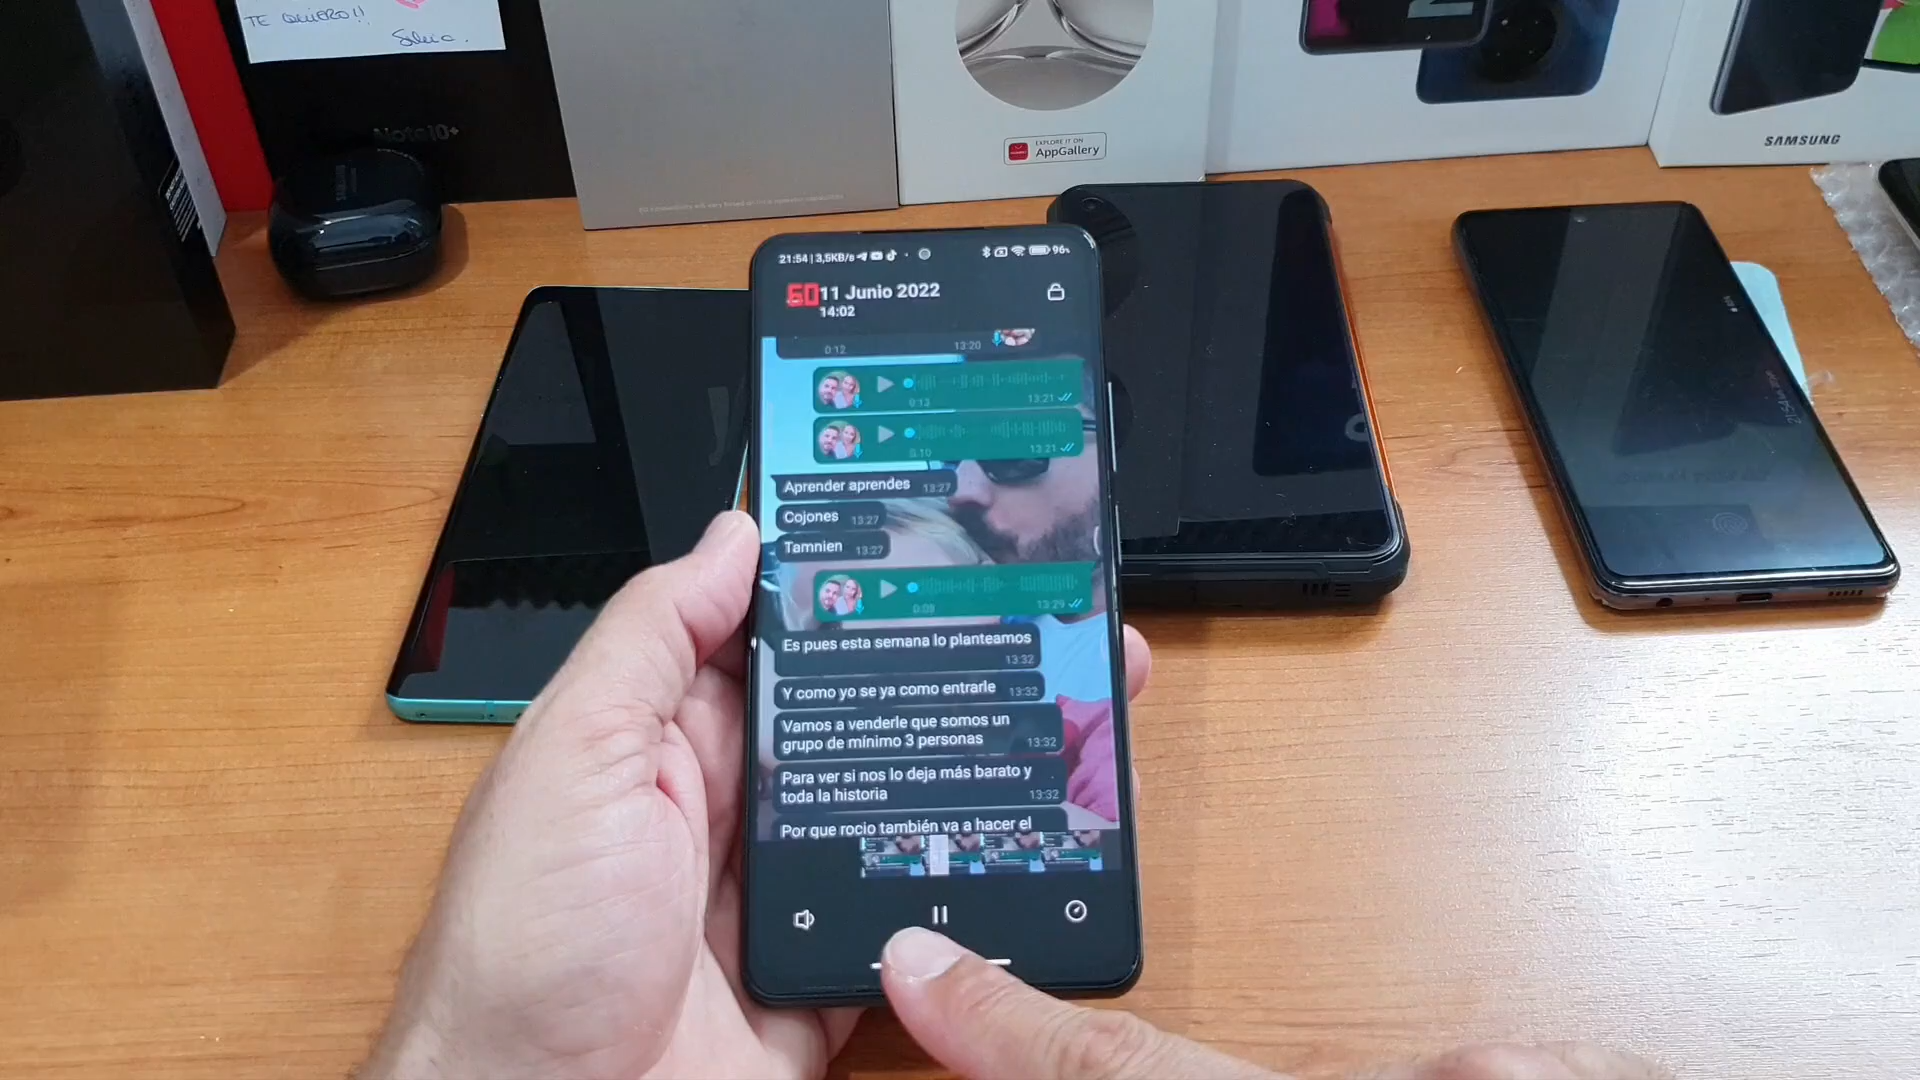 TE QUIERO!!
Silvia.
Note10+
EXPLORE IT ON
AppGallery
SAMSUNG
SAMSUNG
21:54 | 3,5KB/s
96%
60
11 Junio 2022
14:02
0:12 13:20
0:13 13:21
0:10 13:21
Aprender aprendes 13:27
Cojones 13:27
Tamnien 13:27
0:09 13:29
Es pues esta semana lo planteamos
13:32
Y como yo se ya como entrarle 13:32
Vamos a venderle que somos un
grupo de mínimo 3 personas 13:32
Para ver si nos lo deja más barato y
toda la historia 13:32
Por que rocio también va a hacer el